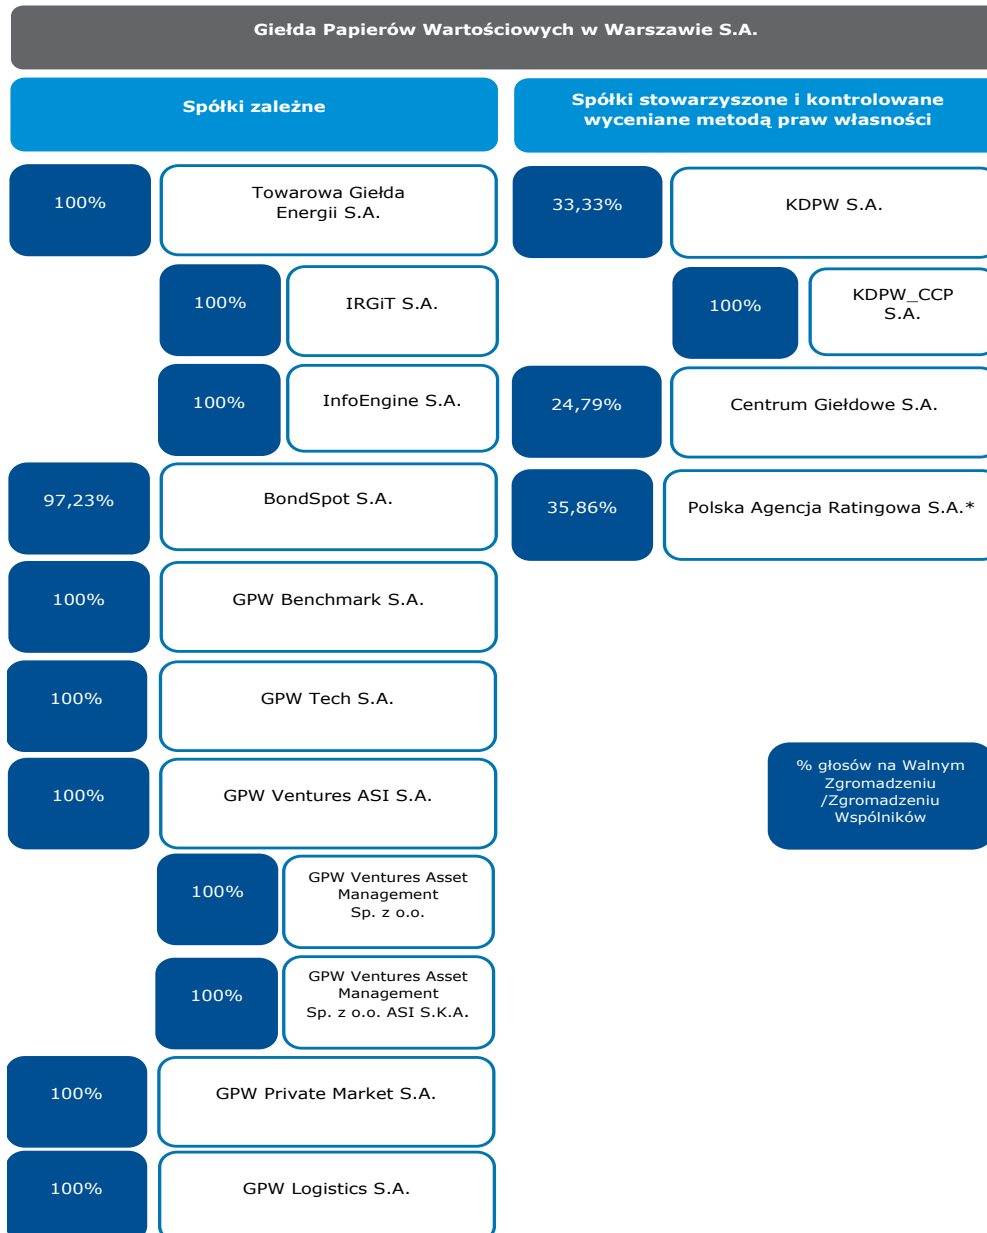 Giełda Papierów Wartościowych w Warszawie S.A.
Spółki zależne
100%
Towarowa Giełda
Energii S.A.
100%
IRGiT S.A.
100%
InfoEngine S.A.
97,23%
BondSpot S.A.
100%
GPW Benchmark S.A.
100%
GPW Tech S.A.
100%
GPW Ventures ASI S.A.
100%
GPW Ventures Asset
Management
Sp. z o.o.
100%
GPW Ventures Asset
Management
Sp. z o.o. ASI S.K.A.
100%
GPW Private Market S.A.
100%
GPW Logistics S.A.
Spółki stowarzyszone i kontrolowane
wyceniane metodą praw własności
33,33%
KDPW S.A.
100%
KDPW_CCP
S.A.
24,79%
Centrum Giełdowe S.A.
35,86%
Polska Agencja Ratingowa S.A.*
% głosów na Walnym
Zgromadzeniu
/Zgromadzeniu
Wspólników